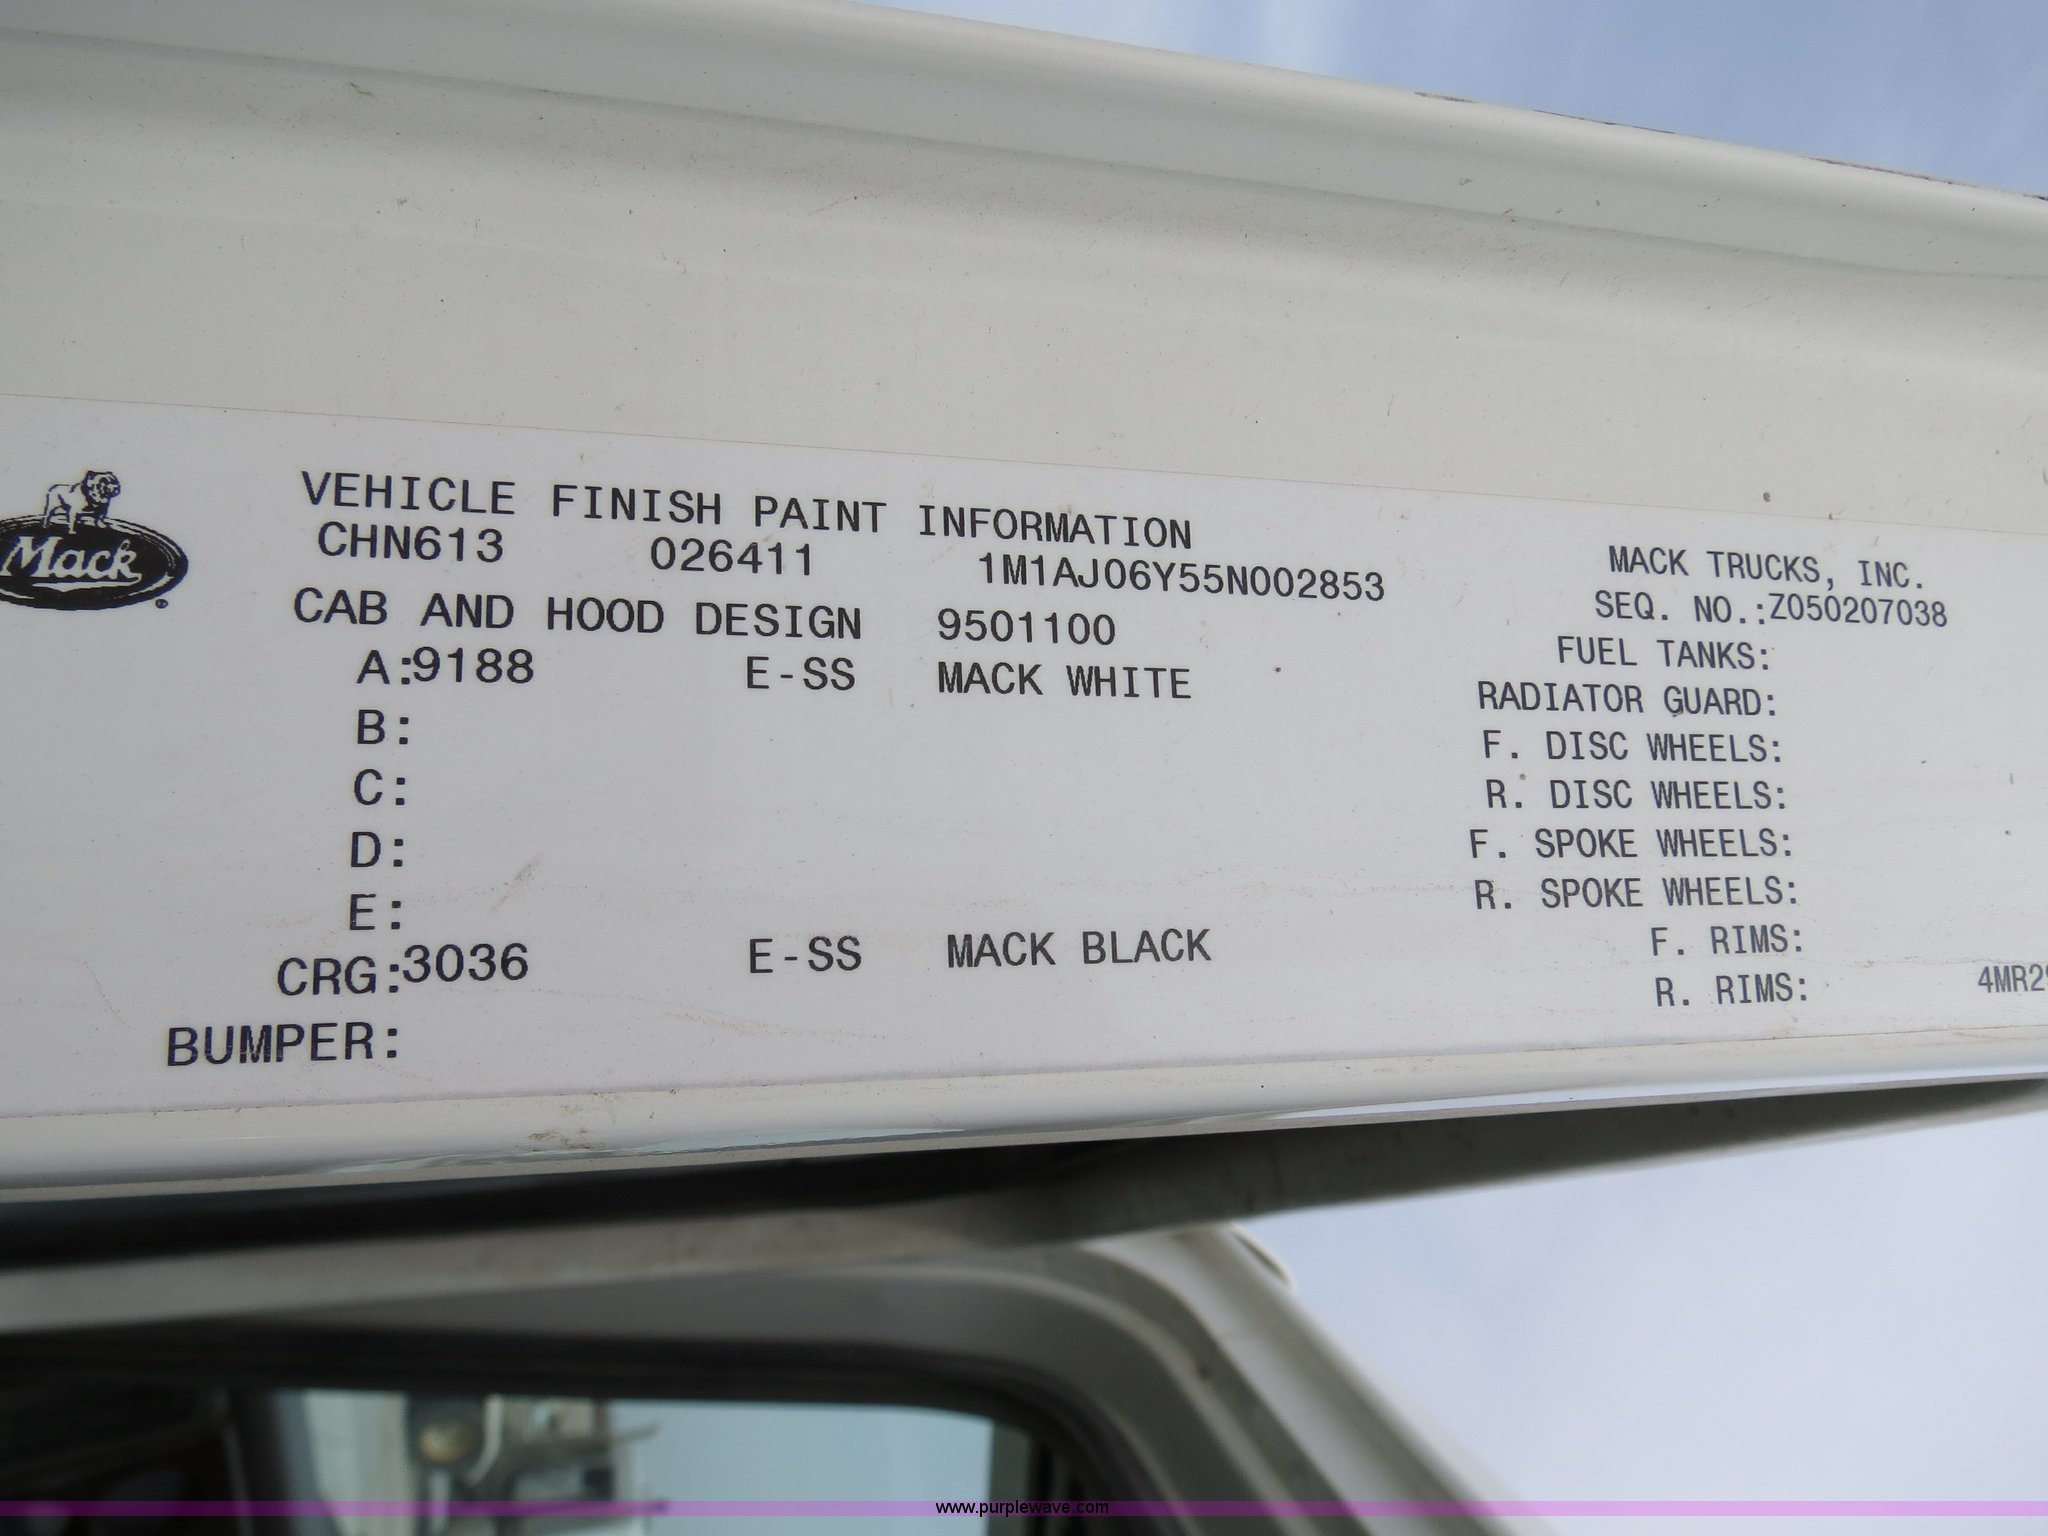 Mack
VEHICLE FINISH PAINT INFORMATION
CHN613 026411 1M1AJ06Y55N002853
CAB AND HOOD DESIGN 9501100
A:9188 E-SS MACK WHITE
B:
C:
D:
E:
CRG:3036 E-SS MACK BLACK
BUMPER:
MACK TRUCKS, INC.
SEQ. NO.:Z050207038
FUEL TANKS:
RADIATOR GUARD:
F. DISC WHEELS:
R. DISC WHEELS:
F. SPOKE WHEELS:
R. SPOKE WHEELS:
F. RIMS:
R. RIMS:
www.purplewave.com